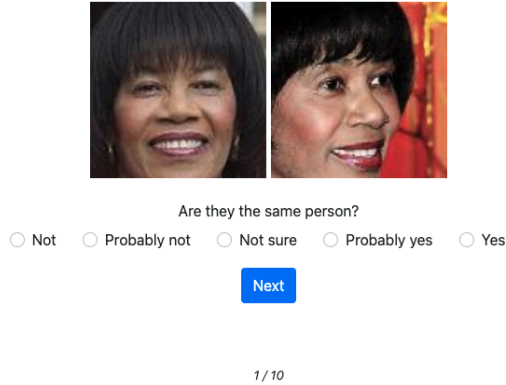 Are they the same person?
Not Probably not Not sure Probably yes Yes
Next
1 / 10